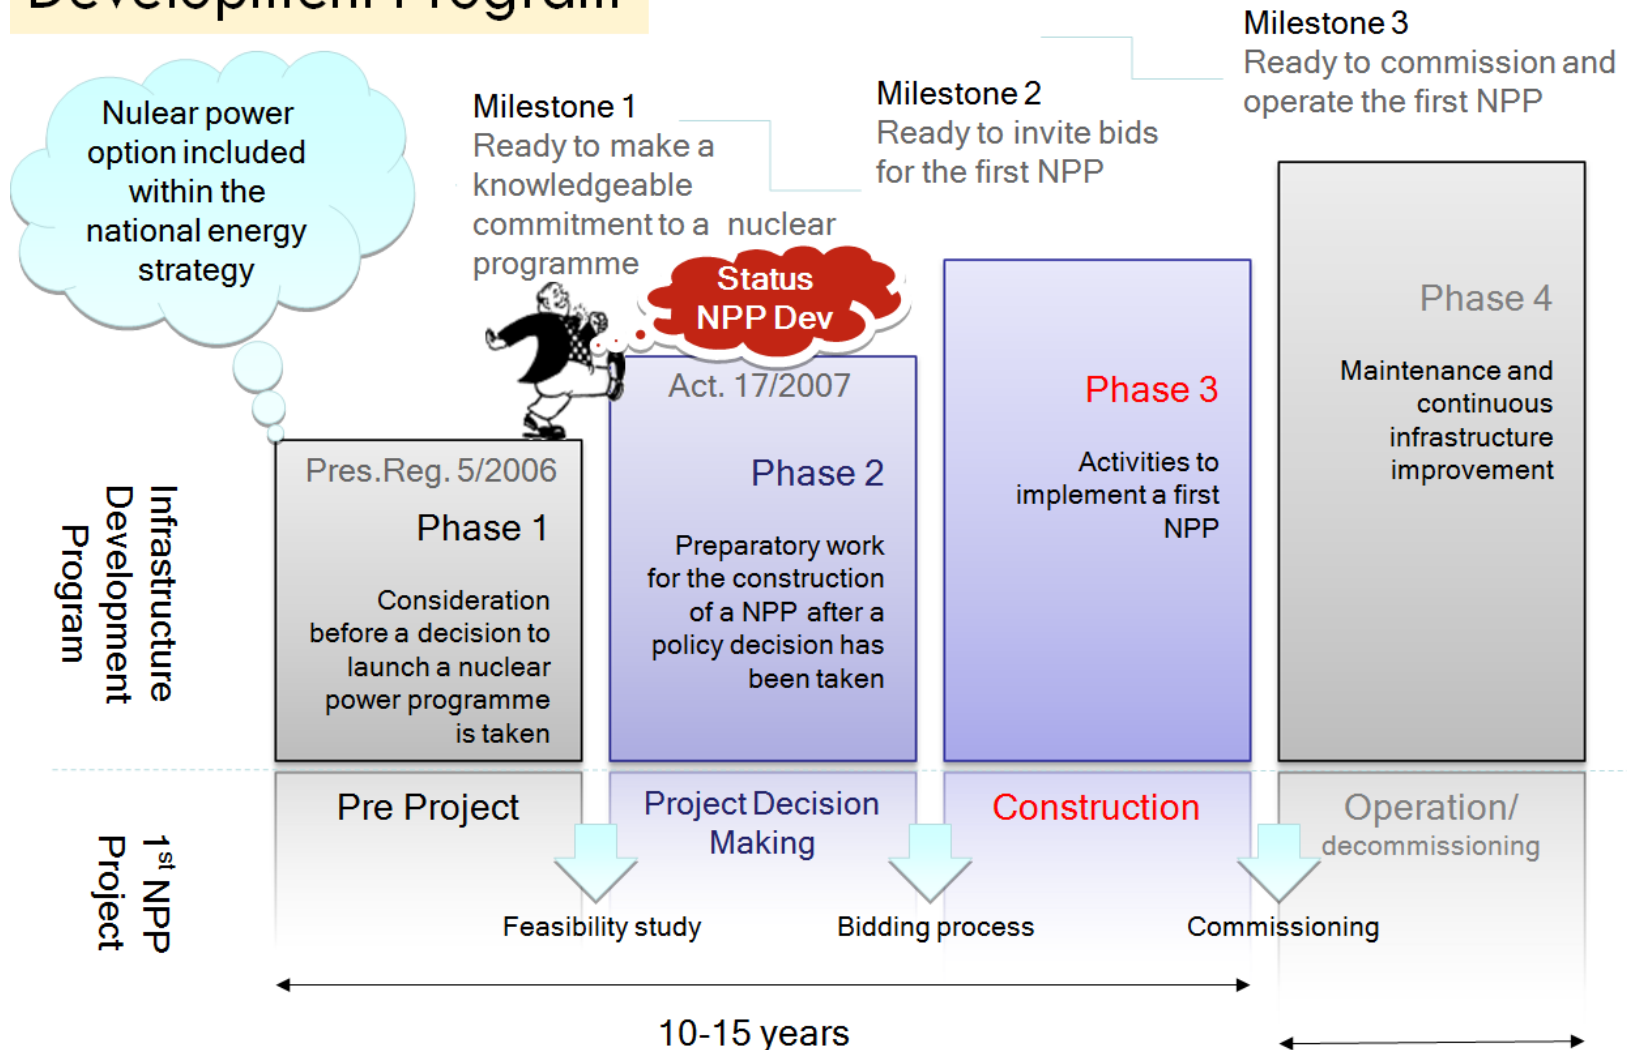 Development Program
Nulear power
option included
within the
national energy
strategy
Milestone 1
Ready to make a
knowledgeable
commitment to a nuclear
programme
Milestone 2
Ready to invite bids
for the first NPP
Milestone 3
Ready to commission and
operate the first NPP
Status
NPP Dev
Infrastructure
Development
Program
Pres.Reg. 5/2006
Phase 1
Consideration
before a decision to
launch a nuclear
power programme
is taken
Act. 17/2007
Phase 2
Preparatory work
for the construction
of a NPP after a
policy decision has
been taken
Phase 3
Activities to
implement a first
NPP
Phase 4
Maintenance and
continuous
infrastructure
improvement
1st NPP
Project
Pre Project
Project Decision
Making
Construction
Operation/
decommissioning
Feasibility study
Bidding process
Commissioning
10-15 years